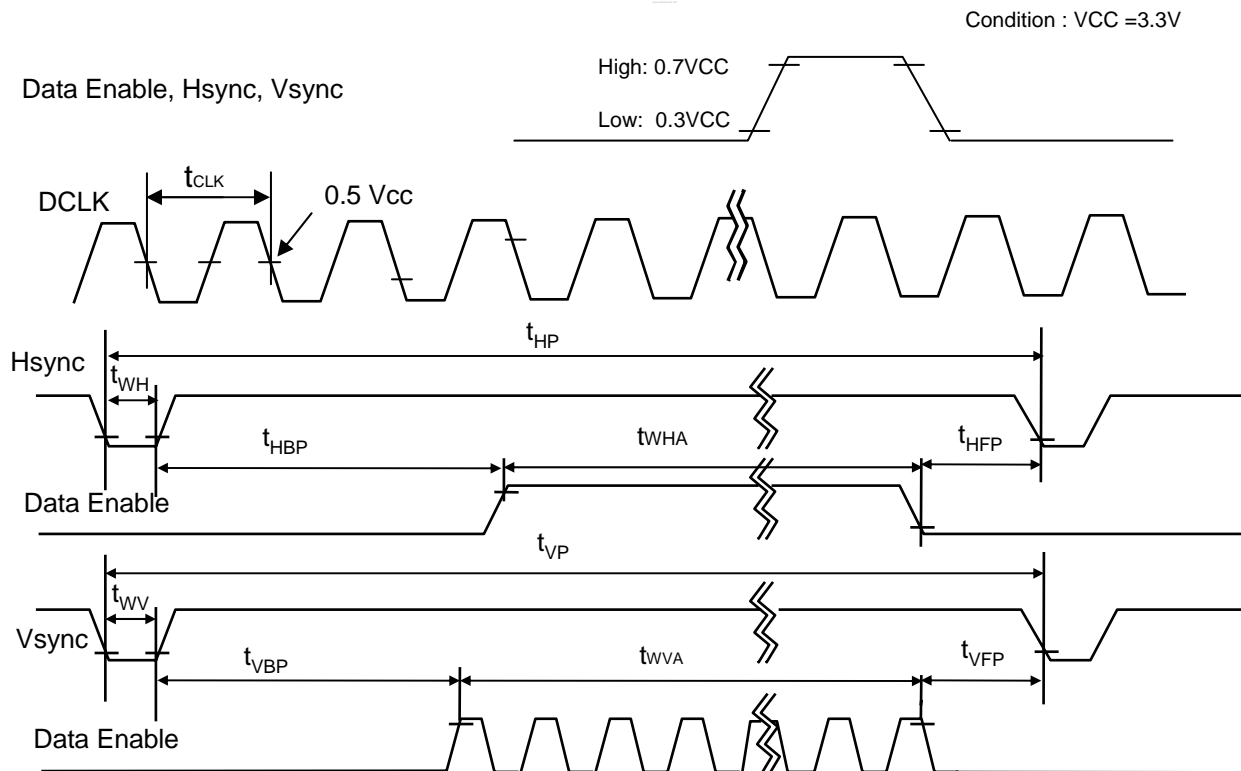 Condition : VCC =3.3V
High: 0.7VCC
Data Enable, Hsync, Vsync
Low: 0.3VCC
tCLK
0.5 Vcc
DCLK
tHP
Hsync
tWH
tHBP
tWHA
tHFP
Data Enable
tVP
tWV
Vsync
tVBP
tWVA
tVFP
Data Enable